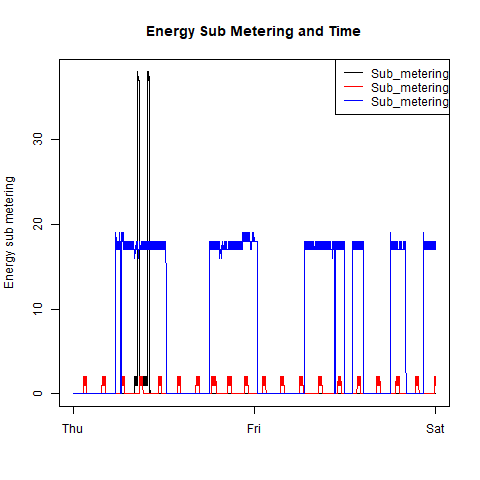 Energy Sub Metering and Time
Sub_metering
Sub_metering
Sub_metering
Energy sub metering
30
20
10
0
Thu
Fri
Sat